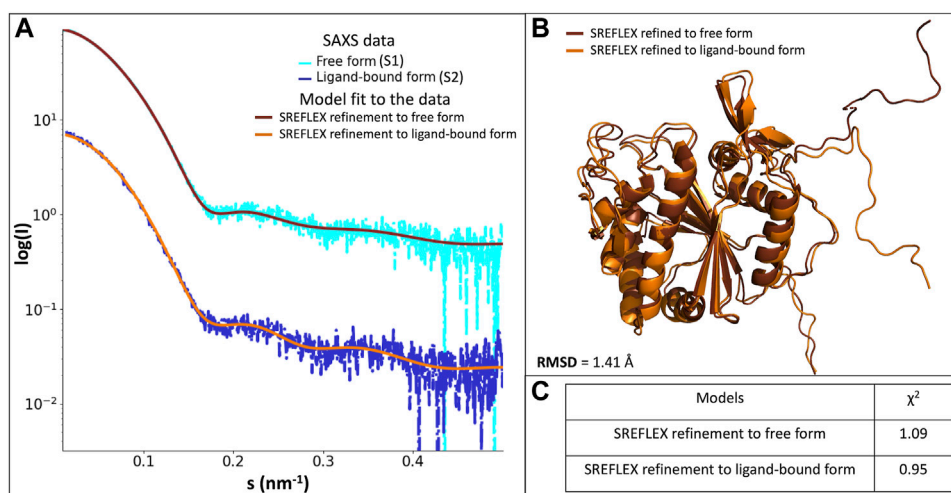 A
SAXS data
Free form (S1)
Ligand-bound form (S2)
Model fit to the data
SREFLEX refinement to free form
SREFLEX refinement to ligand-bound form
log(I)
10¹
10⁰
10⁻¹
10⁻²
0.1 0.2 0.3 0.4
s (nm⁻¹)
B
SREFLEX refined to free form
SREFLEX refined to ligand-bound form
RMSD = 1.41 Å
C
Models χ²
SREFLEX refinement to free form 1.09
SREFLEX refinement to ligand-bound form 0.95